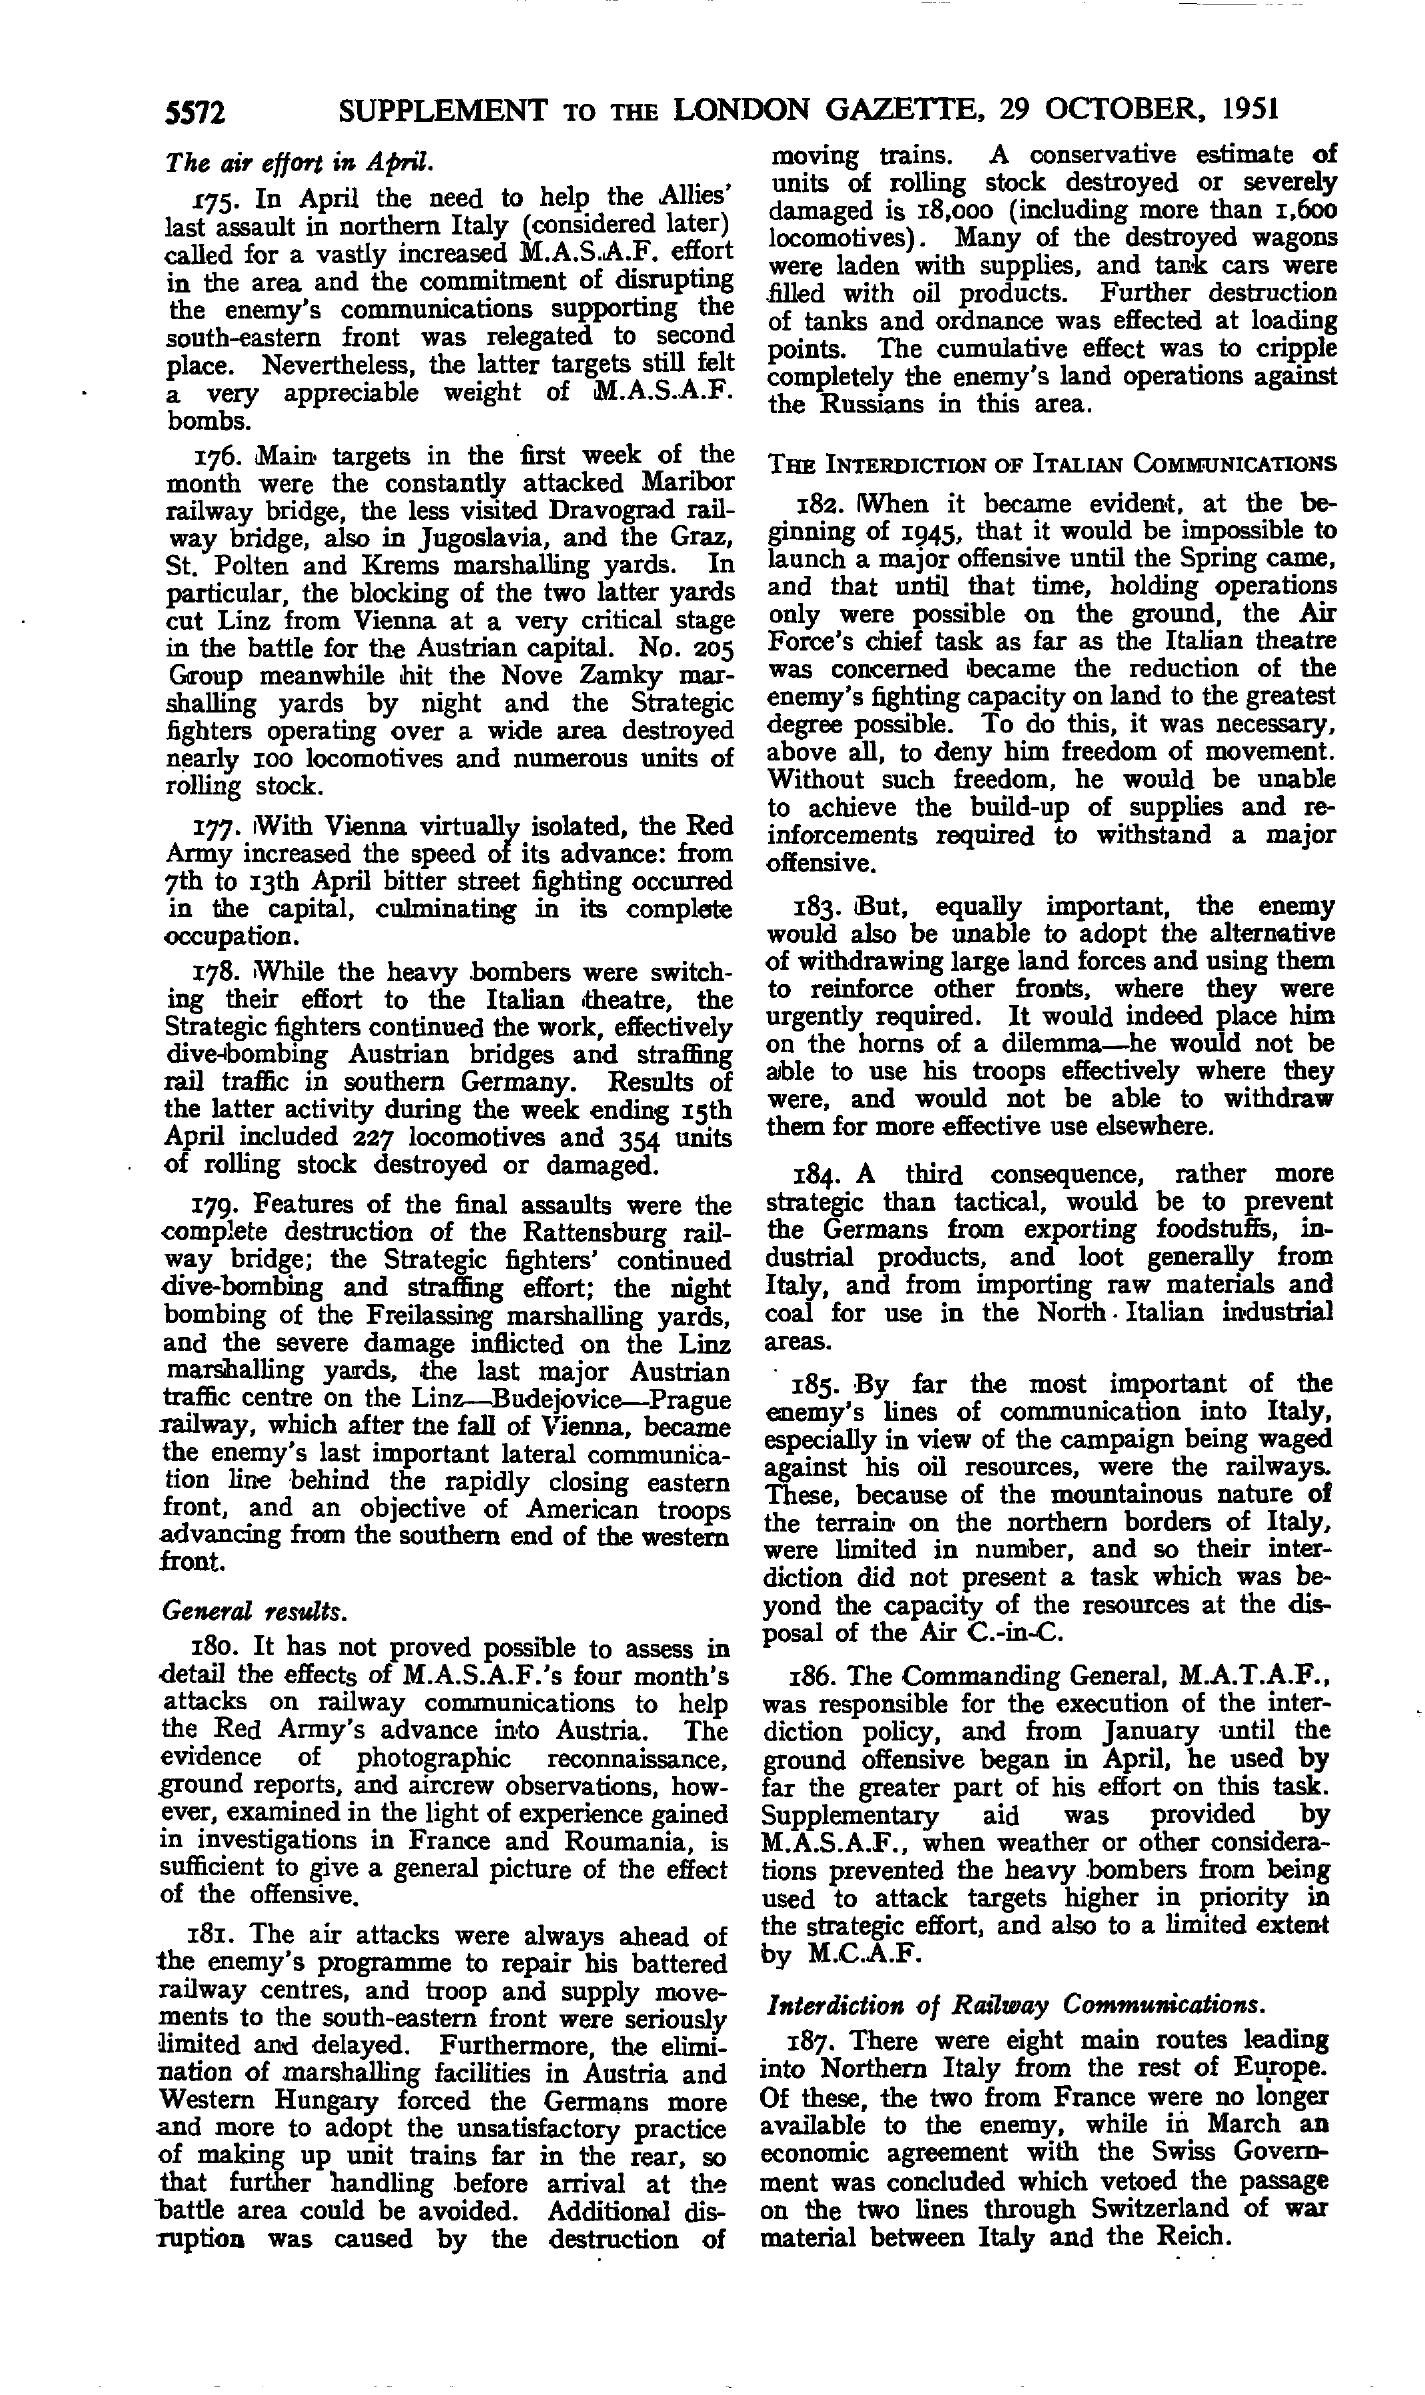 5572 SUPPLEMENT TO THE LONDON GAZETTE, 29 OCTOBER, 1951
The air effort in April.
175. In April the need to help the Allies'
last assault in northern Italy (considered later)
called for a vastly increased M.A.S.A.F. effort
in the area and the commitment of disrupting
the enemy's communications supporting the
south-eastern front was relegated to second
place. Nevertheless, the latter targets still felt
a very appreciable weight of M.A.S.A.F.
bombs.
176. Main targets in the first week of the
month were the constantly attacked Maribor
railway bridge, the less visited Dravograd rail-
way bridge, also in Jugoslavia, and the Graz,
St. Polten and Krems marshalling yards. In
particular, the blocking of the two latter yards
cut Linz from Vienna at a very critical stage
in the battle for the Austrian capital. No. 205
Group meanwhile hit the Nove Zamky mar-
shalling yards by night and the Strategic
fighters operating over a wide area destroyed
nearly 100 locomotives and numerous units of
rolling stock.
177. With Vienna virtually isolated, the Red
Army increased the speed of its advance: from
7th to 13th April bitter street fighting occurred
in the capital, culminating in its complete
occupation.
178. While the heavy bombers were switch-
ing their effort to the Italian theatre, the
Strategic fighters continued the work, effectively
dive-bombing Austrian bridges and straffing
rail traffic in southern Germany. Results of
the latter activity during the week ending 15th
April included 227 locomotives and 354 units
of rolling stock destroyed or damaged.
179. Features of the final assaults were the
complete destruction of the Rattensburg rail-
way bridge; the Strategic fighters' continued
dive-bombing and straffing effort; the night
bombing of the Freilassing marshalling yards,
and the severe damage inflicted on the Linz
marshalling yards, the last major Austrian
traffic centre on the Linz—Budejovice—Prague
railway, which after the fall of Vienna, became
the enemy's last important lateral communica-
tion line behind the rapidly closing eastern
front, and an objective of American troops
advancing from the southern end of the western
front.
General results.
180. It has not proved possible to assess in
detail the effects of M.A.S.A.F.'s four month's
attacks on railway communications to help
the Red Army's advance into Austria. The
evidence of photographic reconnaissance,
ground reports, and aircrew observations, how-
ever, examined in the light of experience gained
in investigations in France and Roumania, is
sufficient to give a general picture of the effect
of the offensive.
181. The air attacks were always ahead of
the enemy's programme to repair his battered
railway centres, and troop and supply move-
ments to the south-eastern front were seriously
limited and delayed. Furthermore, the elimi-
nation of marshalling facilities in Austria and
Western Hungary forced the Germans more
and more to adopt the unsatisfactory practice
of making up unit trains far in the rear, so
that further handling before arrival at the
battle area could be avoided. Additional dis-
ruption was caused by the destruction of
moving trains. A conservative estimate of
units of rolling stock destroyed or severely
damaged is 18,000 (including more than 1,600
locomotives). Many of the destroyed wagons
were laden with supplies, and tank cars were
filled with oil products. Further destruction
of tanks and ordnance was effected at loading
points. The cumulative effect was to cripple
completely the enemy's land operations against
the Russians in this area.
THE INTERDICTION OF ITALIAN COMMUNICATIONS
182. When it became evident, at the be-
ginning of 1945, that it would be impossible to
launch a major offensive until the Spring came,
and that until that time, holding operations
only were possible on the ground, the Air
Force's chief task as far as the Italian theatre
was concerned became the reduction of the
enemy's fighting capacity on land to the greatest
degree possible. To do this, it was necessary,
above all, to deny him freedom of movement.
Without such freedom, he would be unable
to achieve the build-up of supplies and re-
inforcements required to withstand a major
offensive.
183. But, equally important, the enemy
would also be unable to adopt the alternative
of withdrawing large land forces and using them
to reinforce other fronts, where they were
urgently required. It would indeed place him
on the horns of a dilemma—he would not be
able to use his troops effectively where they
were, and would not be able to withdraw
them for more effective use elsewhere.
184. A third consequence, rather more
strategic than tactical, would be to prevent
the Germans from exporting foodstuffs, in-
dustrial products, and loot generally from
Italy, and from importing raw materials and
coal for use in the North Italian industrial
areas.
185. By far the most important of the
enemy's lines of communication into Italy,
especially in view of the campaign being waged
against his oil resources, were the railways.
These, because of the mountainous nature of
the terrain on the northern borders of Italy,
were limited in number, and so their inter-
diction did not present a task which was be-
yond the capacity of the resources at the dis-
posal of the Air C.-in-C.
186. The Commanding General, M.A.T.A.F.,
was responsible for the execution of the inter-
diction policy, and from January until the
ground offensive began in April, he used by
far the greater part of his effort on this task.
Supplementary aid was provided by
M.A.S.A.F., when weather or other considera-
tions prevented the heavy bombers from being
used to attack targets higher in priority in
the strategic effort, and also to a limited extent
by M.C.A.F.
Interdiction of Railway Communications.
187. There were eight main routes leading
into Northern Italy from the rest of Europe.
Of these, the two from France were no longer
available to the enemy, while in March an
economic agreement with the Swiss Govern-
ment was concluded which vetoed the passage
on the two lines through Switzerland of war
material between Italy and the Reich.